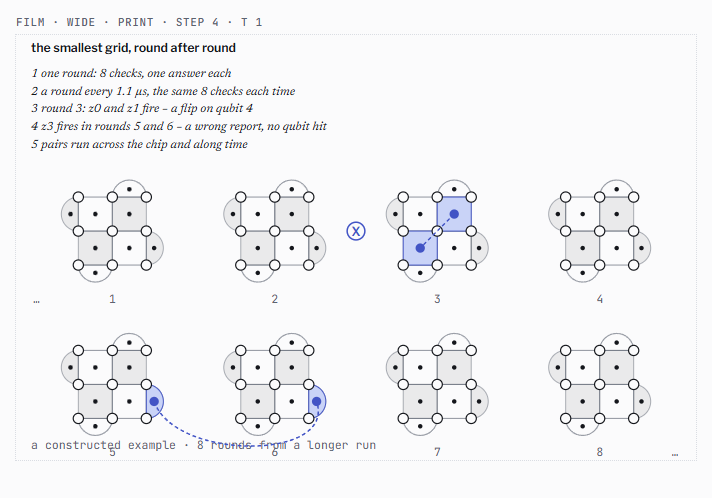 FILM · WIDE · PRINT · STEP 4 · T 1
the smallest grid, round after round
1 one round: 8 checks, one answer each
2 a round every 1.1 µs, the same 8 checks each time
3 round 3: z0 and z1 fire – a flip on qubit 4
4 z3 fires in rounds 5 and 6 – a wrong report, no qubit hit
5 pairs run across the chip and along time
X
… 1 2 3 4
a constructed example · 8 rounds from a longer run
5 6 7 8 …